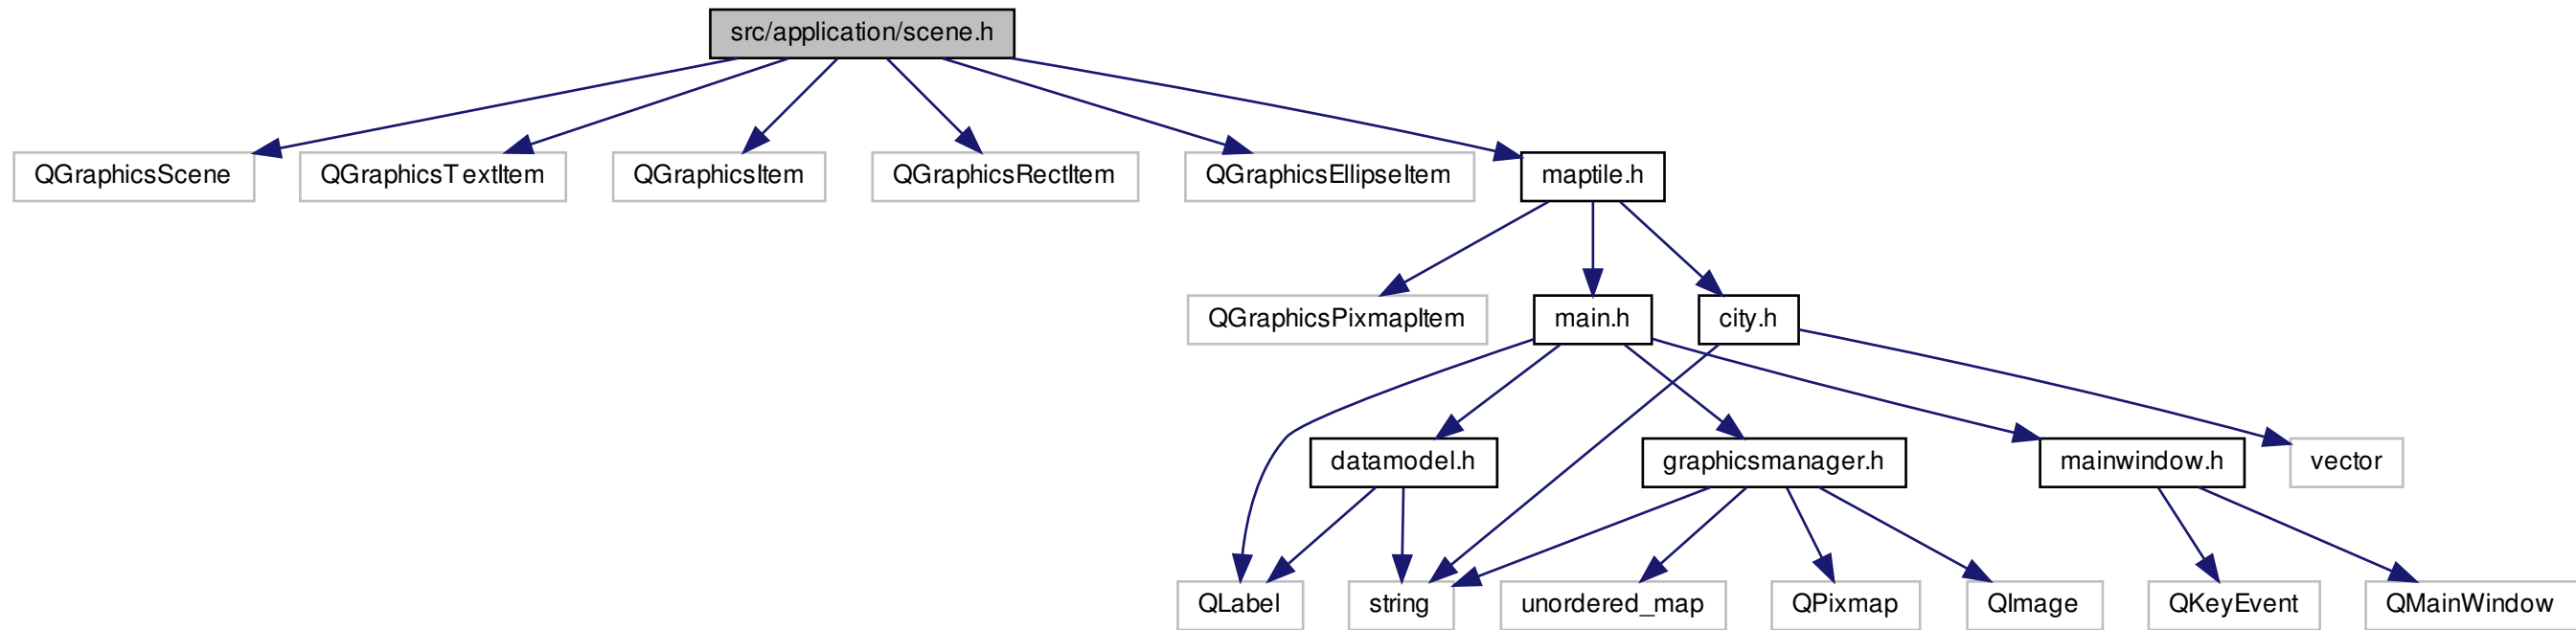 src/application/scene.h
QGraphicsScene
QGraphicsTextItem
QGraphicsItem
QGraphicsRectItem
QGraphicsEllipseItem
maptile.h
QGraphicsPixmapItem
main.h
city.h
datamodel.h
graphicsmanager.h
mainwindow.h
vector
QLabel
string
unordered_map
QPixmap
QImage
QKeyEvent
QMainWindow